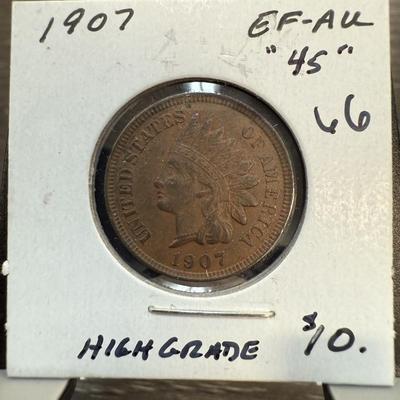 1907 EF-AU
"45"
66
UNITED STATES OF AMERICA
1907
HIGH GRADE $10.